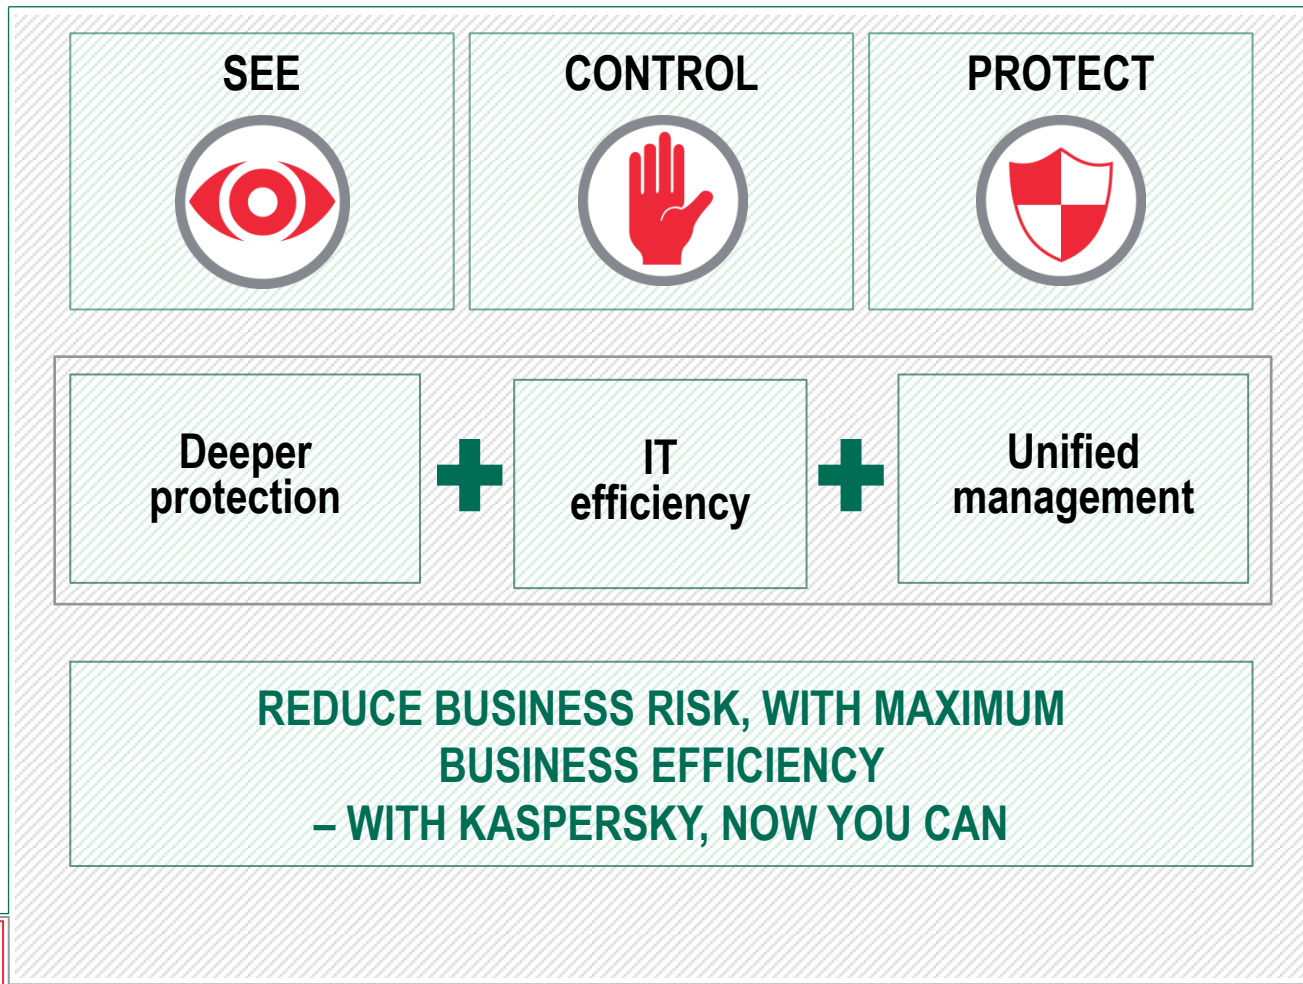 SEE
CONTROL
PROTECT
Deeper
protection
IT
efficiency
Unified
management
REDUCE BUSINESS RISK, WITH MAXIMUM
BUSINESS EFFICIENCY
– WITH KASPERSKY, NOW YOU CAN